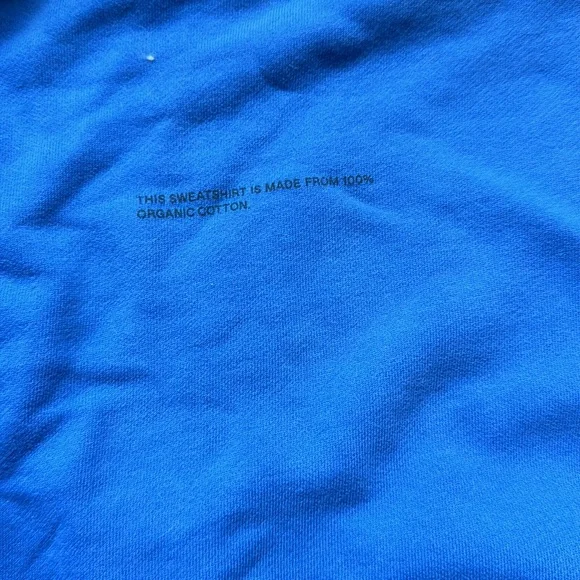 THIS SWEATSHIRT IS MADE FROM 100%
ORGANIC COTTON.